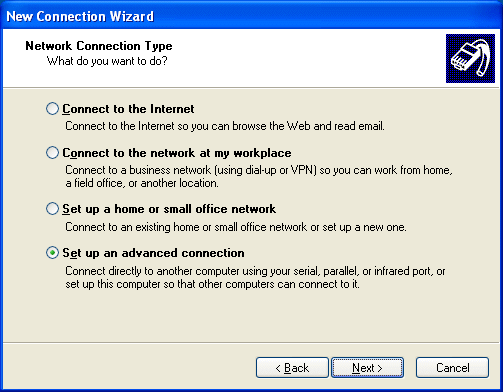 New Connection Wizard
Network Connection Type
What do you want to do?
Connect to the Internet
Connect to the Internet so you can browse the Web and read email.
Connect to the network at my workplace
Connect to a business network (using dial-up or VPN) so you can work from home,
a field office, or another location.
Set up a home or small office network
Connect to an existing home or small office network or set up a new one.
Set up an advanced connection
Connect directly to another computer using your serial, parallel, or infrared port, or
set up this computer so that other computers can connect to it.
< Back Next > Cancel